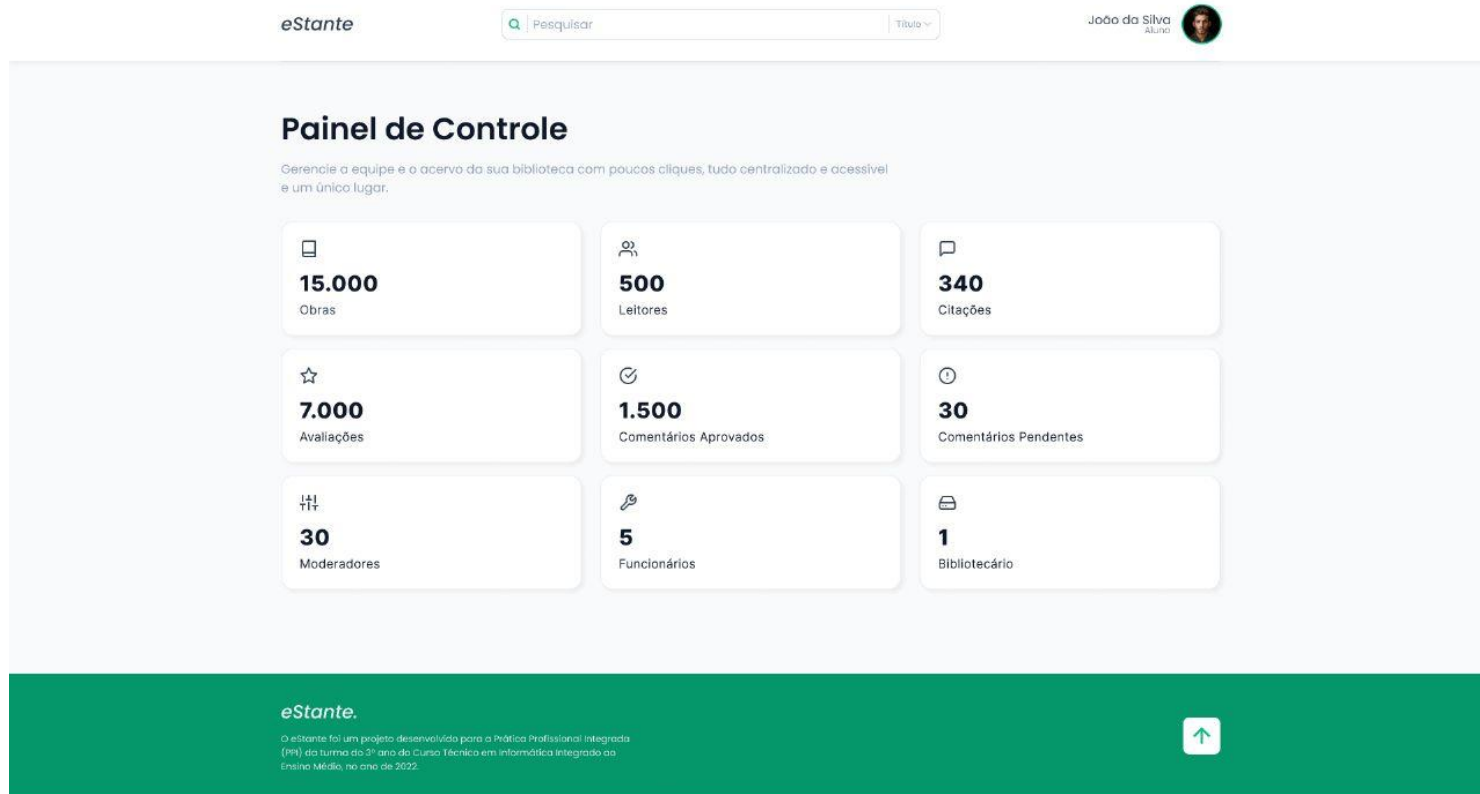 eStante
Pesquisar
Título
João da Silva
Aluno
Painel de Controle
Gerencie a equipe e o acervo da sua biblioteca com poucos cliques, tudo centralizado e acessível
e um único lugar.
15.000
Obras
500
Leitores
340
Citações
7.000
Avaliações
1.500
Comentários Aprovados
30
Comentários Pendentes
30
Moderadores
5
Funcionários
1
Bibliotecário
eStante.
O eStante foi um projeto desenvolvido para a Prática Profissional Integrada
(PPI) da turma do 3º ano do Curso Técnico em Informática Integrado ao
Ensino Médio, no ano de 2022.